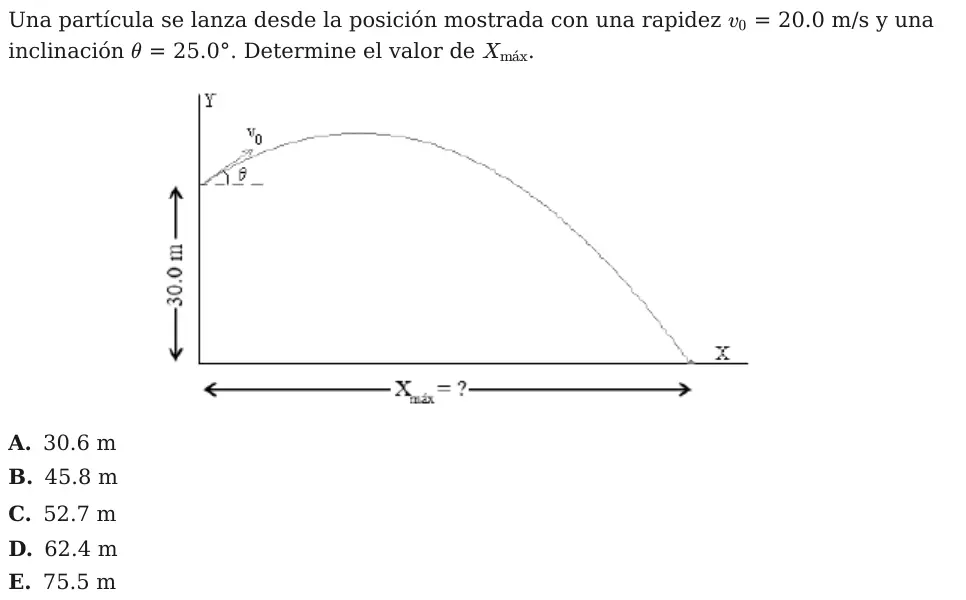 Una partícula se lanza desde la posición mostrada con una rapidez v₀ = 20.0 m/s y una
inclinación θ = 25.0°. Determine el valor de Xmáx.
Y
v₀
θ
30.0 m
X
Xmáx = ?
A. 30.6 m
B. 45.8 m
C. 52.7 m
D. 62.4 m
E. 75.5 m